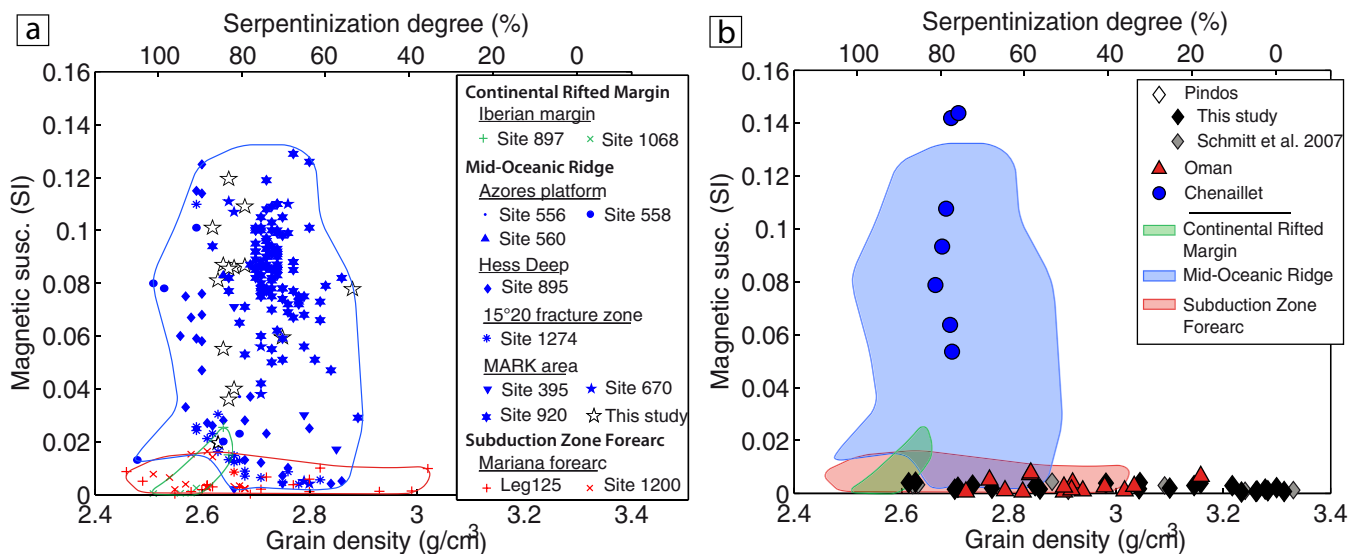 a
Serpentinization degree (%)
100 80 60 40 20 0
0.16
0.14
0.12
0.1
0.08
0.06
0.04
0.02
0
Magnetic susc. (SI)
2.4 2.6 2.8 3 3.2 3.4
Grain density (g/cm3
Continental Rifted Margin
Iberian margin
Site 897 Site 1068
Mid-Oceanic Ridge
Azores platform
Site 556 Site 558
Site 560
Hess Deep
Site 895
15°20 fracture zone
Site 1274
MARK area
Site 395 Site 670
Site 920 This study
Subduction Zone Forearc
Mariana forearc
Leg125 Site 1200
b
Serpentinization degree (%)
100 80 60 40 20 0
0.16
0.14
0.12
0.1
0.08
0.06
0.04
0.02
0
Magnetic susc. (SI)
2.4 2.6 2.8 3 3.2 3.4
Grain density (g/cm3)
Pindos
This study
Schmitt et al. 2007
Oman
Chenaillet
Continental Rifted
Margin
Mid-Oceanic Ridge
Subduction Zone
Forearc